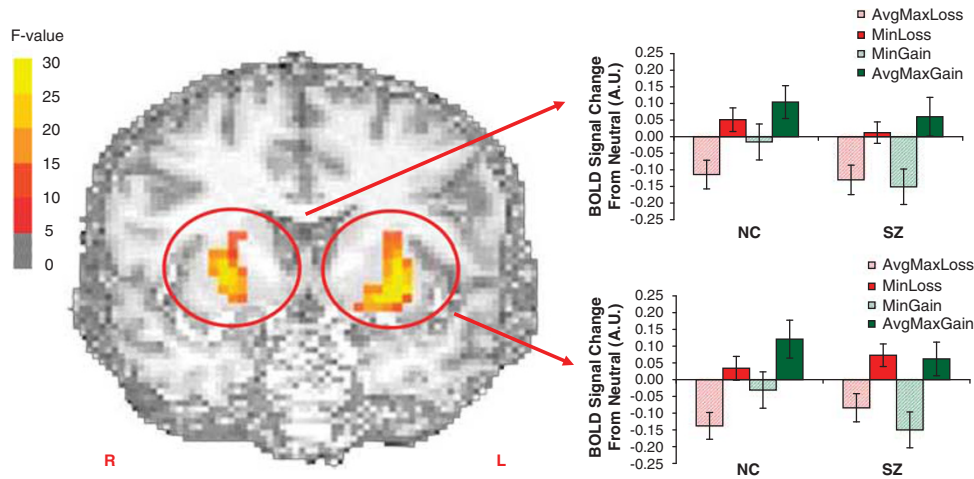 F-value
30
25
20
15
10
5
0
R
L
AvgMaxLoss
MinLoss
MinGain
AvgMaxGain
BOLD Signal Change
From Neutral (A.U.)
0.25
0.20
0.15
0.10
0.05
0.00
-0.05
-0.10
-0.15
-0.20
-0.25
NC
SZ
AvgMaxLoss
MinLoss
MinGain
AvgMaxGain
BOLD Signal Change
From Neutral (A.U.)
0.25
0.20
0.15
0.10
0.05
0.00
-0.05
-0.10
-0.15
-0.20
-0.25
NC
SZ